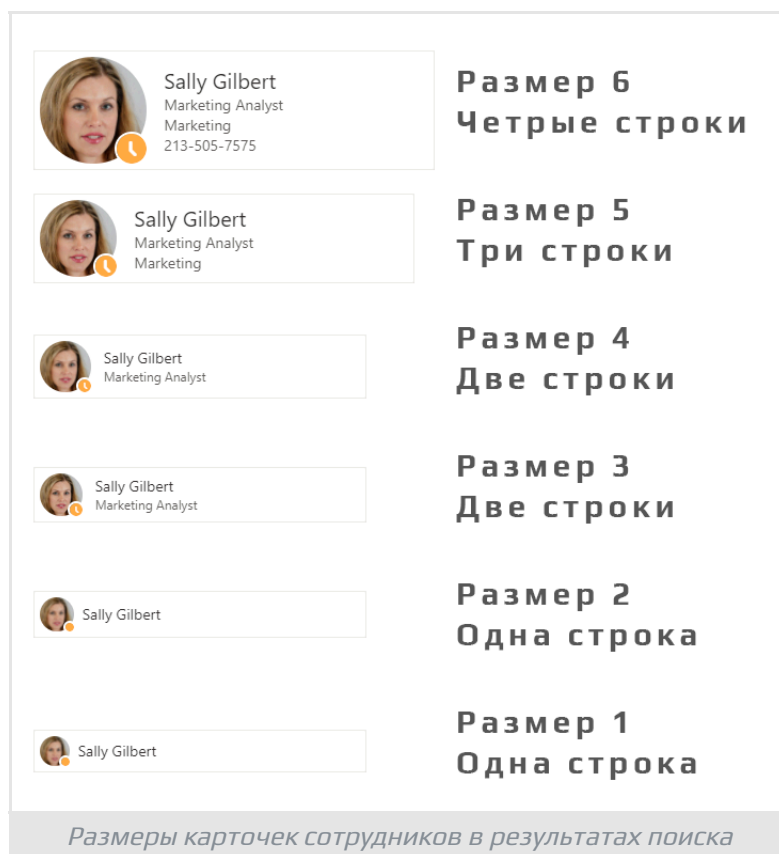 Sally Gilbert
Marketing Analyst
Marketing
213-505-7575
Размер 6
Четрые строки
Sally Gilbert
Marketing Analyst
Marketing
Размер 5
Три строки
Sally Gilbert
Marketing Analyst
Размер 4
Две строки
Sally Gilbert
Marketing Analyst
Размер 3
Две строки
Sally Gilbert
Размер 2
Одна строка
Sally Gilbert
Размер 1
Одна строка
Размеры карточек сотрудников в результатах поиска